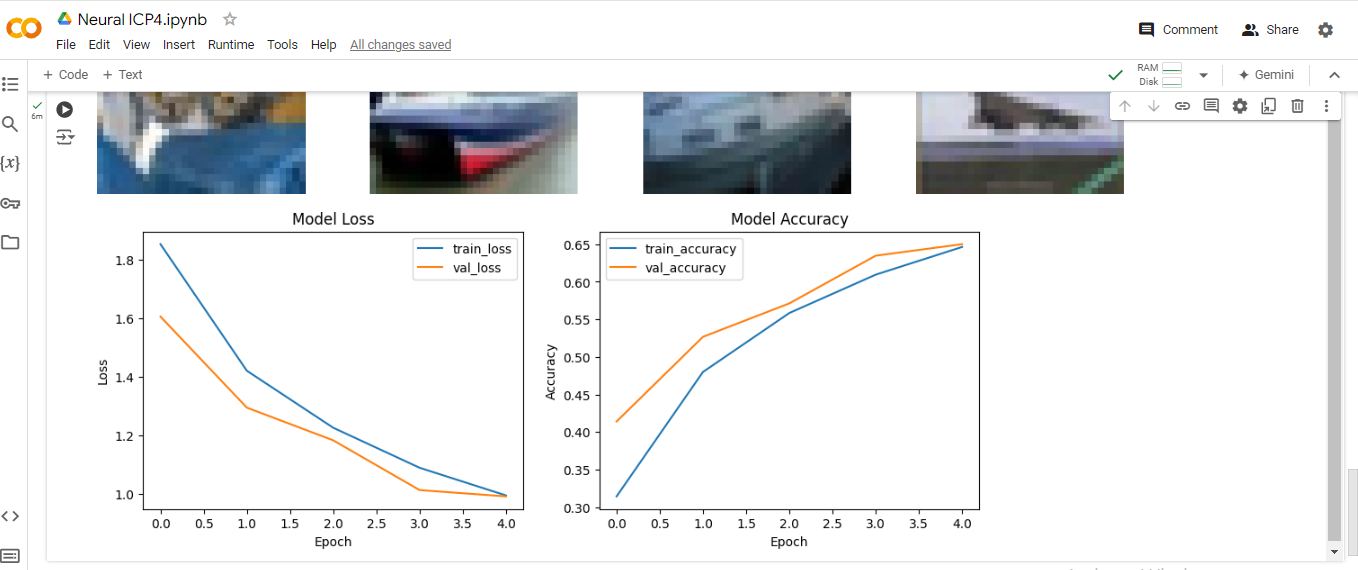 Neural ICP4.ipynb
Comment
Share
File Edit View Insert Runtime Tools Help All changes saved
+ Code + Text
RAM
Disk
Gemini
6m
{x}
Model Loss
Model Accuracy
train_loss
val_loss
train_accuracy
val_accuracy
Loss
1.8
1.6
1.4
1.2
1.0
0.0 0.5 1.0 1.5 2.0 2.5 3.0 3.5 4.0
Epoch
Accuracy
0.65
0.60
0.55
0.50
0.45
0.40
0.35
0.30
0.0 0.5 1.0 1.5 2.0 2.5 3.0 3.5 4.0
Epoch